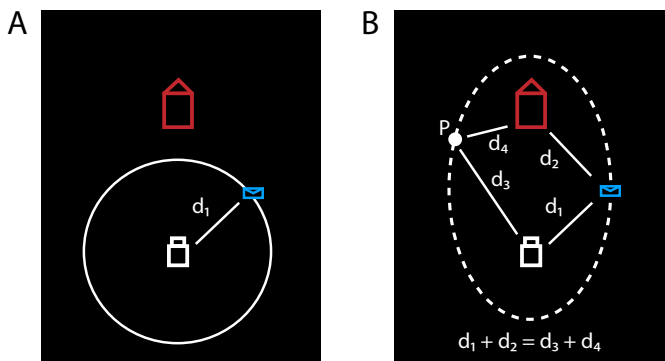 A
B
d₁
P
d₄
d₂
d₃
d₁
d₁ + d₂ = d₃ + d₄